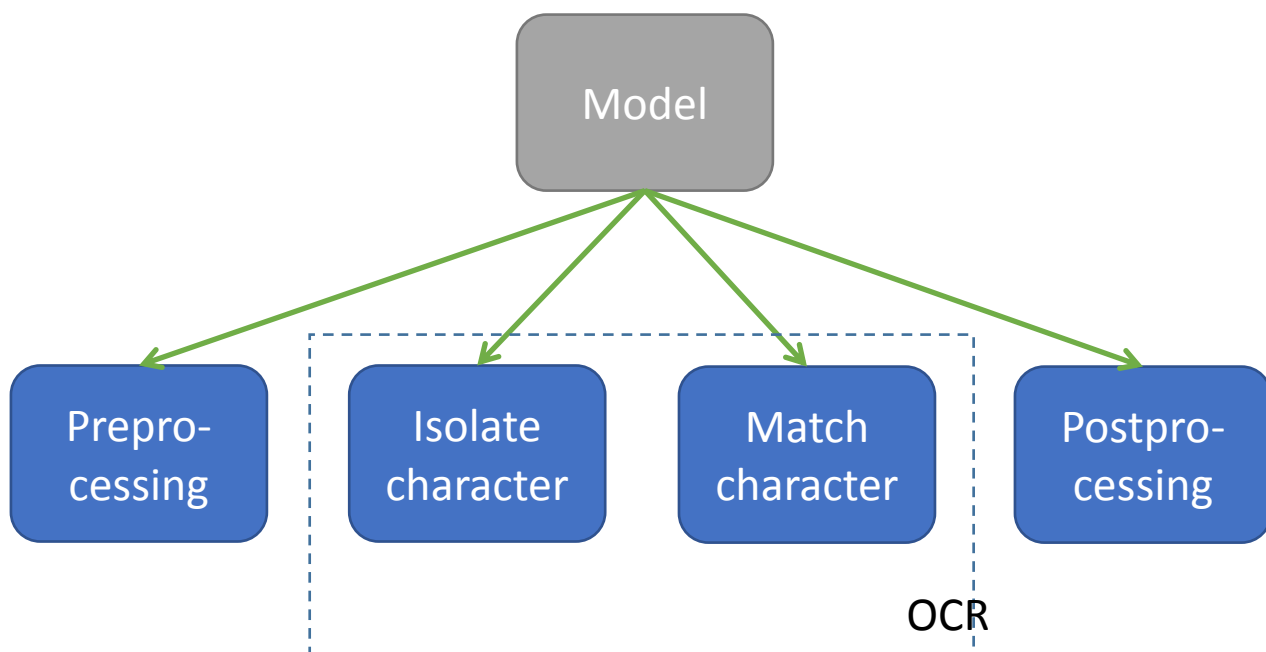 Model
Prepro-
cessing
Isolate
character
Match
character
Postpro-
cessing
OCR